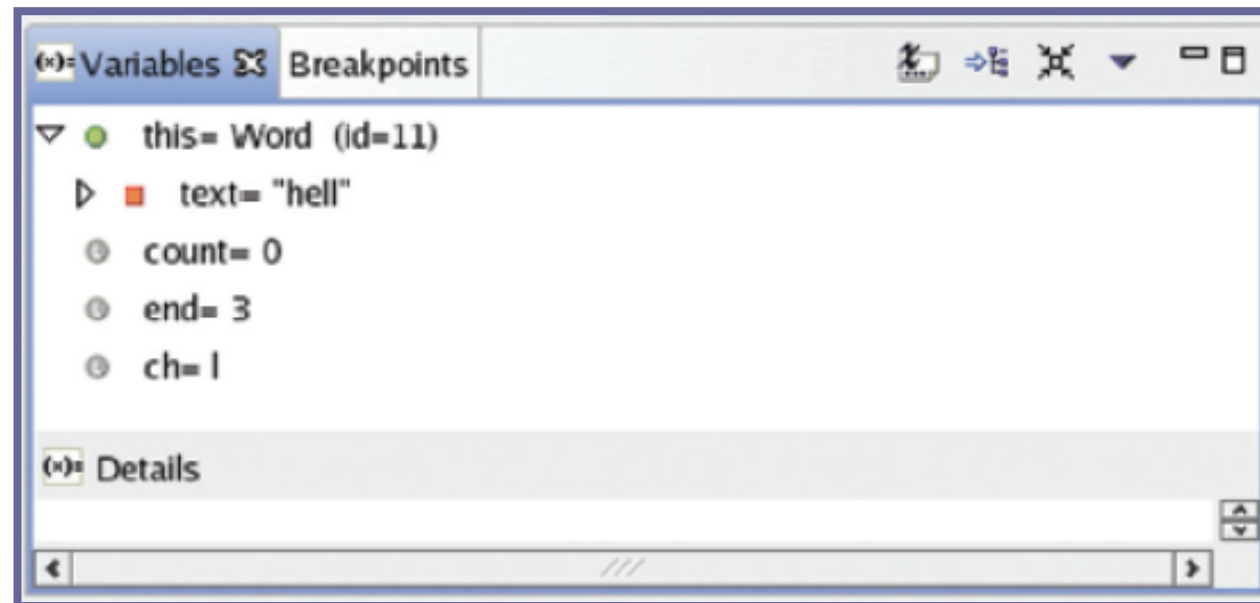 (x)= Variables Breakpoints
this= Word (id=11)
text= "hell"
count= 0
end= 3
ch= l
(x)= Details